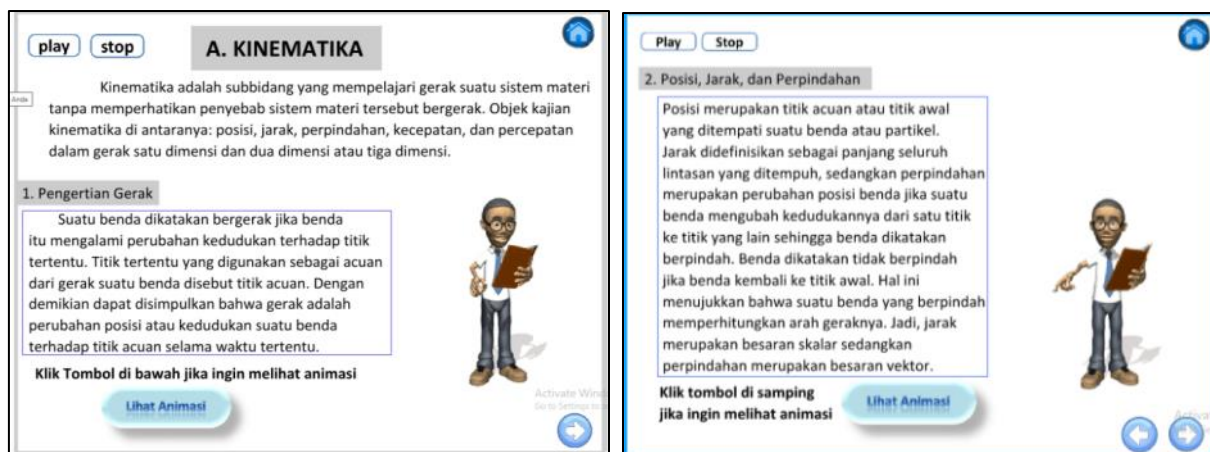 play stop
A. KINEMATIKA
Kinematika adalah subbidang yang mempelajari gerak suatu sistem materi
tanpa memperhatikan penyebab sistem materi tersebut bergerak. Objek kajian
kinematika di antaranya: posisi, jarak, perpindahan, kecepatan, dan percepatan
dalam gerak satu dimensi dan dua dimensi atau tiga dimensi.
1. Pengertian Gerak
Suatu benda dikatakan bergerak jika benda
itu mengalami perubahan kedudukan terhadap titik
tertentu. Titik tertentu yang digunakan sebagai acuan
dari gerak suatu benda disebut titik acuan. Dengan
demikian dapat disimpulkan bahwa gerak adalah
perubahan posisi atau kedudukan suatu benda
terhadap titik acuan selama waktu tertentu.
Klik Tombol di bawah jika ingin melihat animasi
Lihat Animasi
Activate Wind
Go to Settings to
Play Stop
2. Posisi, Jarak, dan Perpindahan
Posisi merupakan titik acuan atau titik awal
yang ditempati suatu benda atau partikel.
Jarak didefinisikan sebagai panjang seluruh
lintasan yang ditempuh, sedangkan perpindahan
merupakan perubahan posisi benda jika suatu
benda mengubah kedudukannya dari satu titik
ke titik yang lain sehingga benda dikatakan
berpindah. Benda dikatakan tidak berpindah
jika benda kembali ke titik awal. Hal ini
menujukkan bahwa suatu benda yang berpindah
memperhitungkan arah geraknya. Jadi, jarak
merupakan besaran skalar sedangkan
perpindahan merupakan besaran vektor.
Klik tombol di samping
jika ingin melihat animasi
Lihat Animasi